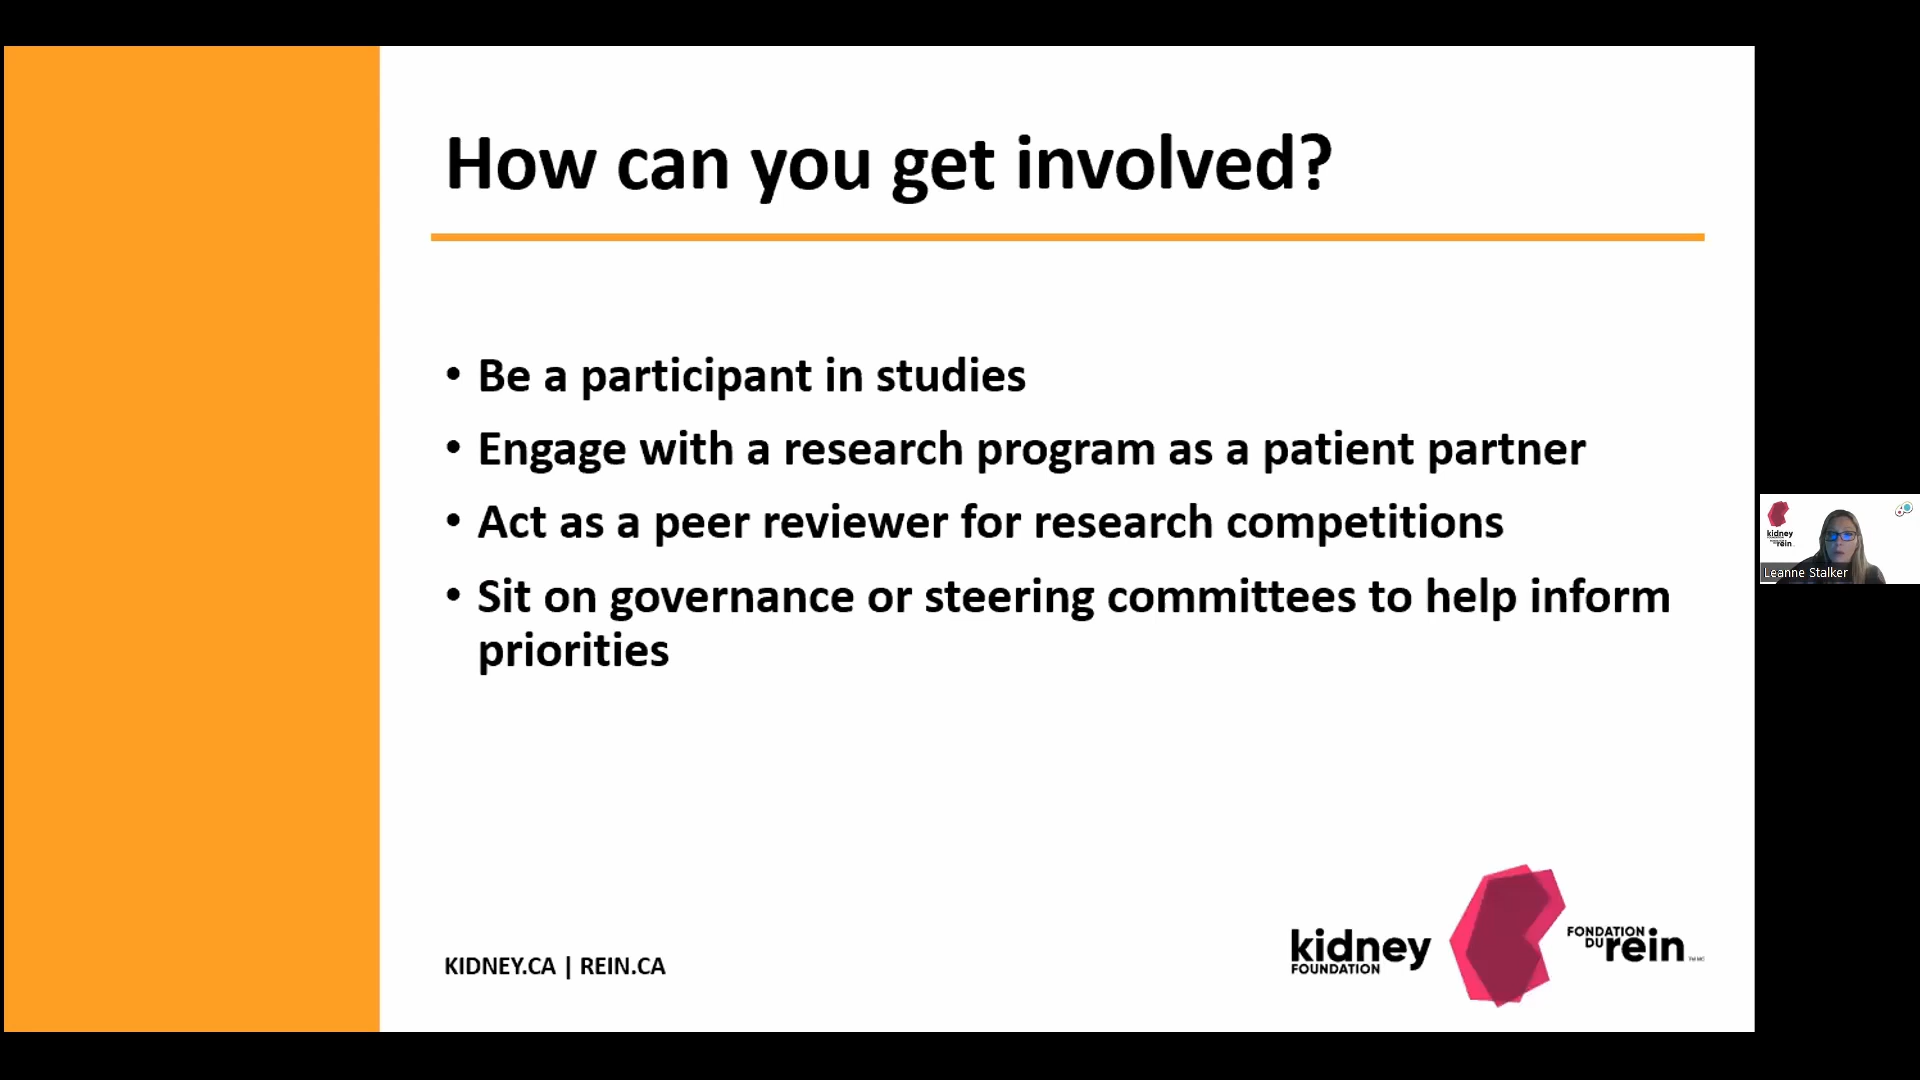 How can you get involved?
• Be a participant in studies
• Engage with a research program as a patient partner
• Act as a peer reviewer for research competitions
• Sit on governance or steering committees to help inform
priorities
KIDNEY.CA | REIN.CA
kidney
FOUNDATION
FONDATION
DU rein
kidney
rein
Leanne Stalker